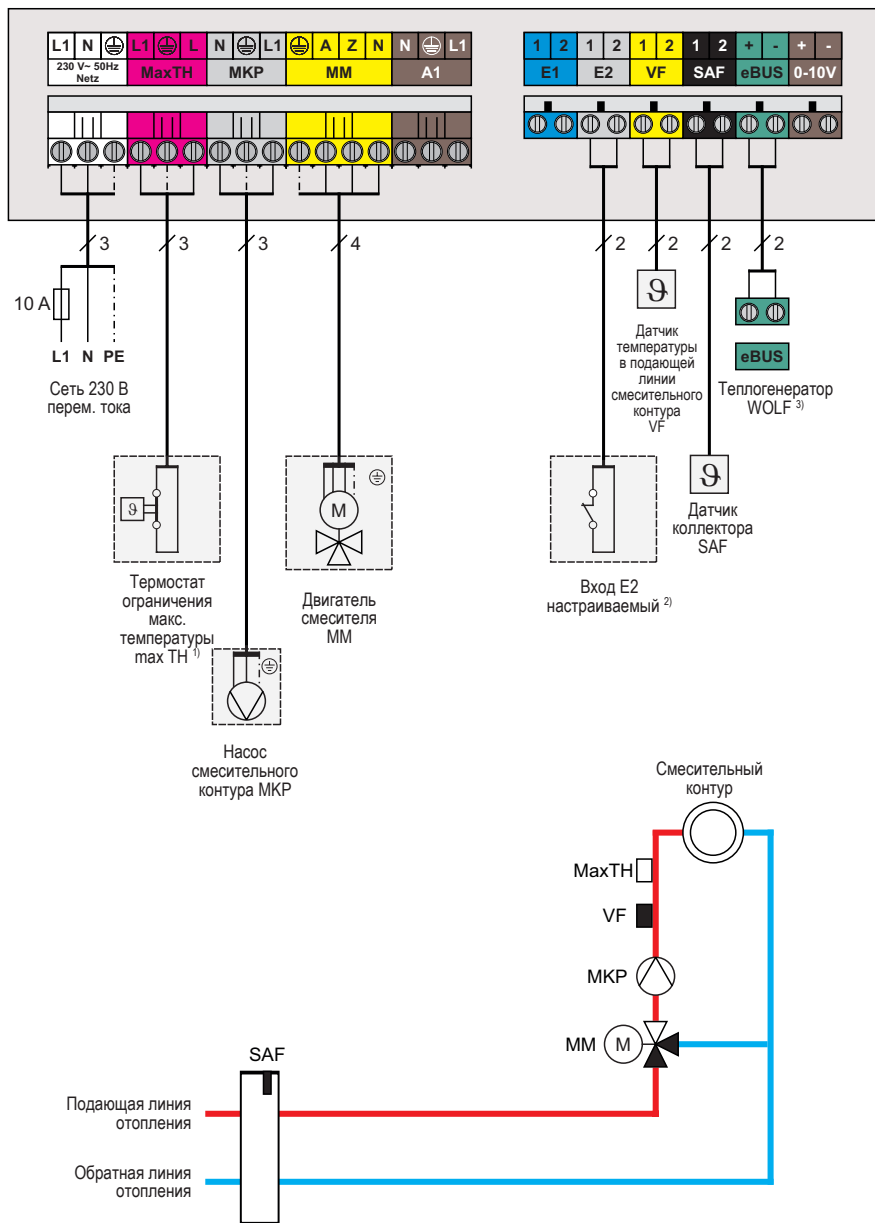 L1 N L1 L N L1 A Z N N L1
230 V~ 50Hz
Netz
MaxTH MKP MM A1
1 2 1 2 1 2 1 2 + - + -
E1 E2 VF SAF eBUS 0-10V
3 3 3 4 2 2 2 2
10 A
L1 N PE
Сеть 230 В
перем. тока
ϑ
Датчик
температуры
в подающей
линии
смесительного
контура
VF
eBUS
Теплогенератор
WOLF 3)
ϑ
Термостат
ограничения
макс.
температуры
max TH 1)
M
Двигатель
смесителя
ММ
Вход E2
настраиваемый 2)
ϑ
Датчик
коллектора
SAF
Насос
смесительного
контура МКР
Смесительный
контур
MaxTH
VF
MKP
MM M
SAF
Подающая линия
отопления
Обратная линия
отопления